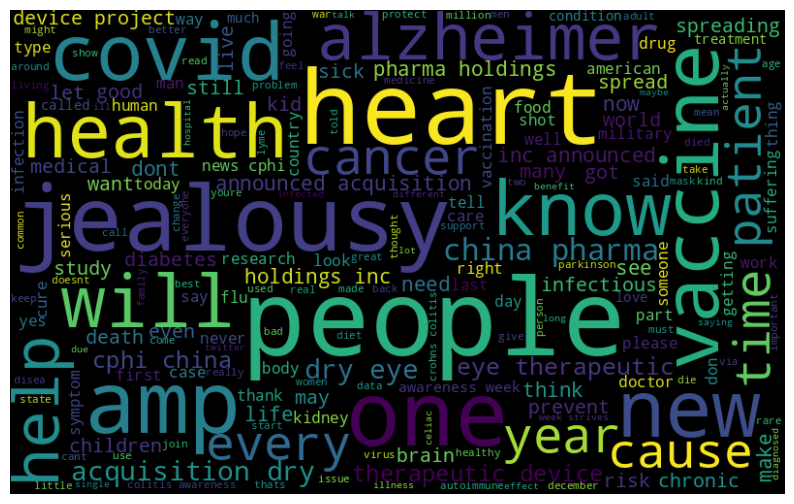 device project way much war talk protect million men condition adult
type covid live going alzheimer drug spreading treatment
might better show read around feel medicine problem
let good still sick pharma holdings american spread age
living called ill human man kid heart food shot now vaccine patient
health hospital hope told country world military maybe actually
infection medical dont lyme cancer vaccination well inc announced mean died thing
news cphi many got said take mask kind suffering
want today announced acquisition different two benefit
serious change youre everyone infected tell
common jealousy call support care know
doesnt diabetes research look thought great lot china pharma someone getting work
study holdings inc right parkinson see time
keep cure family best used real made back need last infectious love important
yes say flu will people day part must saying
help death even never bad diet crohns colitis person long please
due come twitter really body give don via
disea cphi china dry eye eye therapeutic doctor die
state first case women data awareness week think new
symptom amp thank may one week strives prevent year cause
join life start kidney rare
children every celiac make diagnosed
cant use virus healthy brain risk chronic
acquisition dry therapeutic device
little single colitis awareness thats issue illness autoimmune effect december